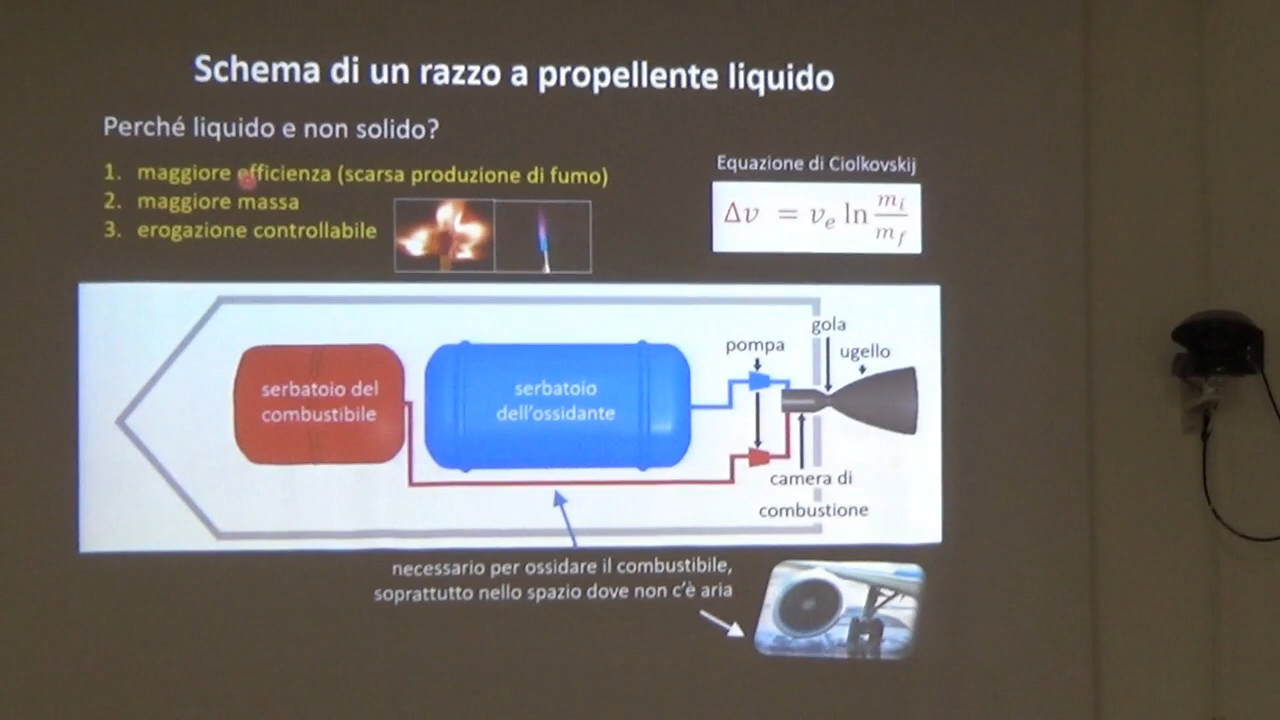 Schema di un razzo a propellente liquido
Perché liquido e non solido?
1. maggiore efficienza (scarsa produzione di fumo)
2. maggiore massa
3. erogazione controllabile
Equazione di Ciolkovskij
Δv = vₑ ln mᵢ/m_f
serbatoio del
combustibile
serbatoio
dell'ossidante
pompa
gola
ugello
camera di
combustione
necessario per ossidare il combustibile,
soprattutto nello spazio dove non c'è aria